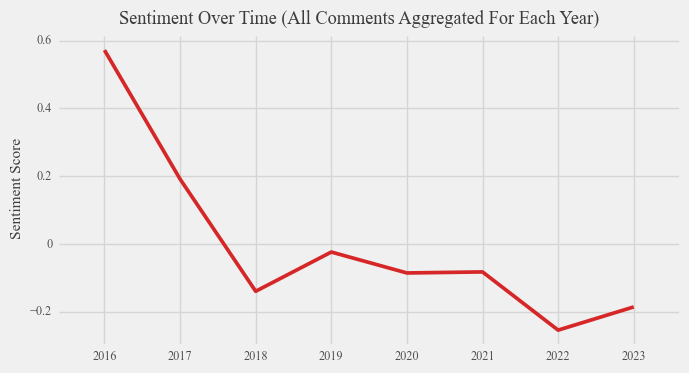 Sentiment Over Time (All Comments Aggregated For Each Year)
Sentiment Score
0.6
0.4
0.2
0
−0.2
2016 2017 2018 2019 2020 2021 2022 2023